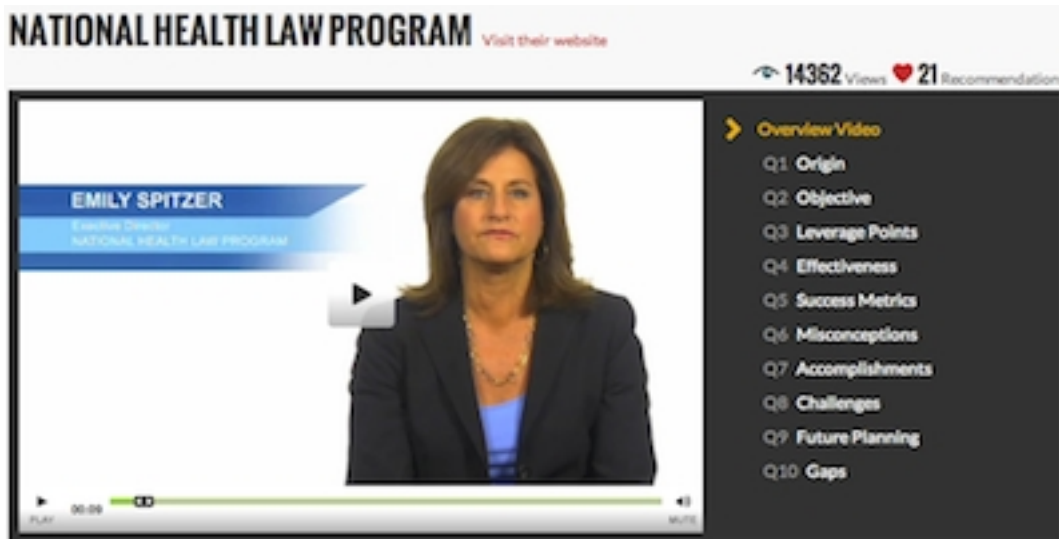 NATIONAL HEALTH LAW PROGRAM Visit their website
14362 Views 21 Recommendation
EMILY SPITZER
Executive Director
NATIONAL HEALTH LAW PROGRAM
Overview Video
Q1 Origin
Q2 Objective
Q3 Leverage Points
Q4 Effectiveness
Q5 Success Metrics
Q6 Misconceptions
Q7 Accomplishments
Q8 Challenges
Q9 Future Planning
Q10 Gaps
PLAY 00:09 MUTE